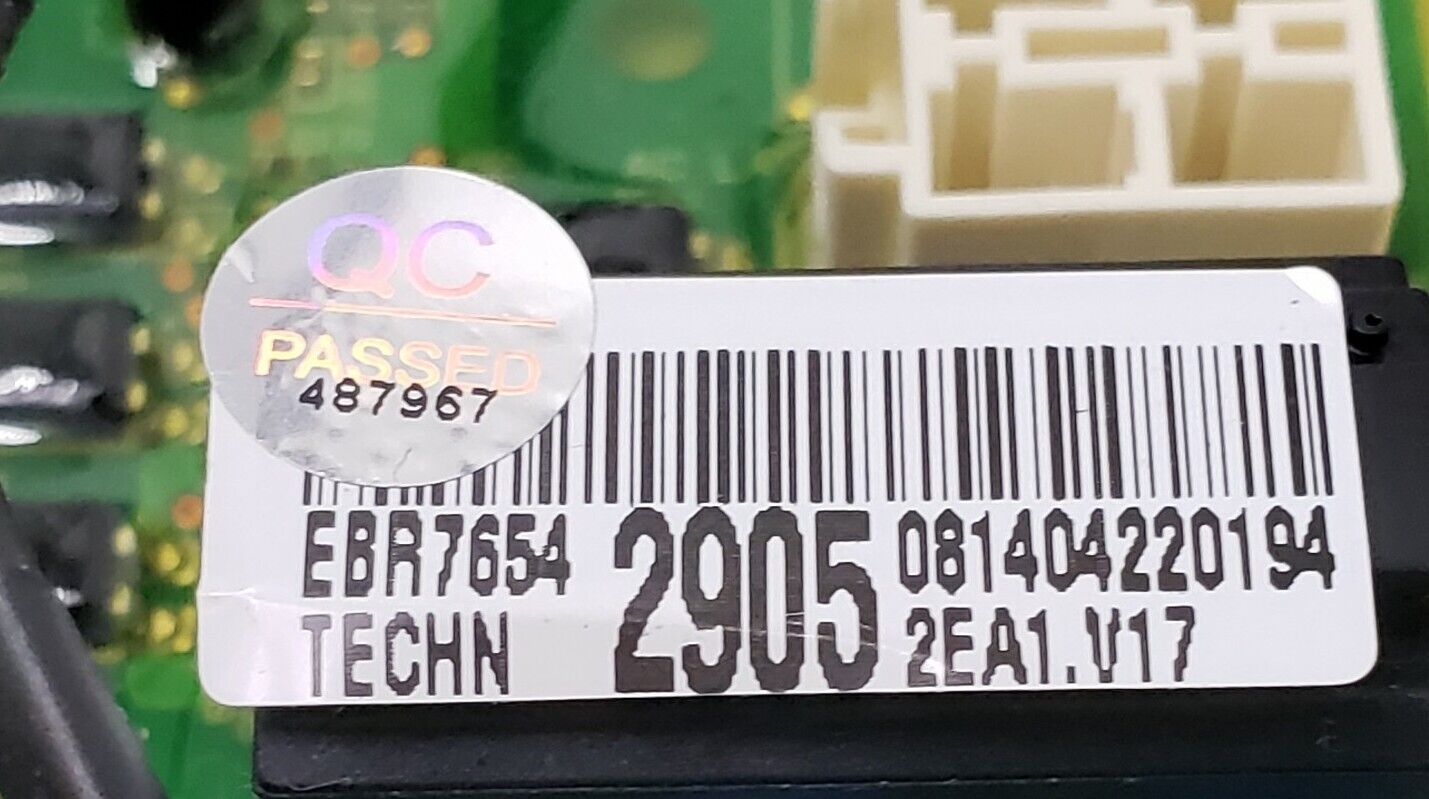 QC
PASSED
487967
EBR7654 2905 081404220194
TECHN 2EA1.V17